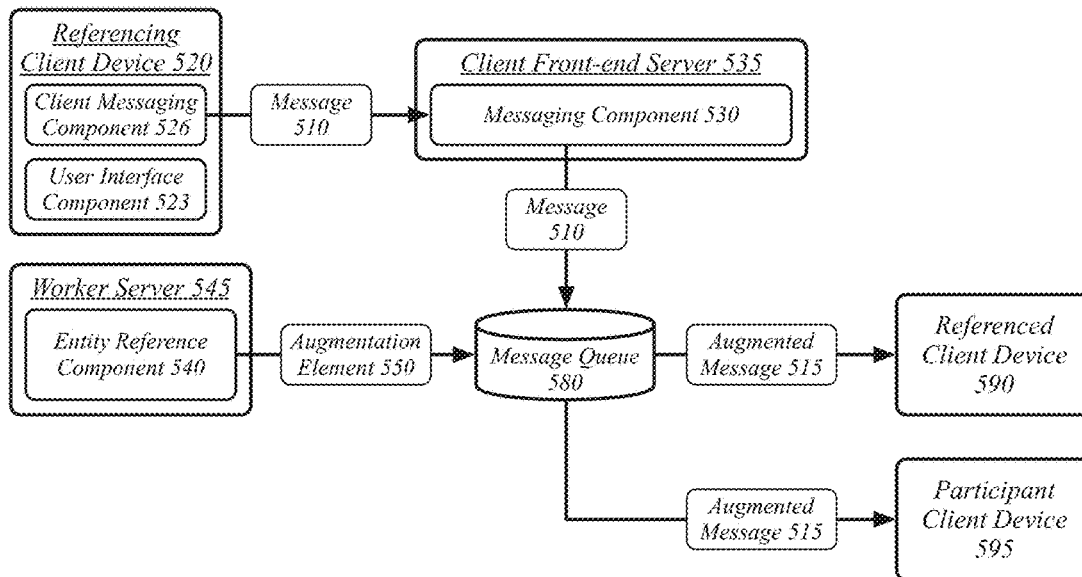 Referencing
Client Device 520
Client Messaging
Component 526
User Interface
Component 523
Message
510
Client Front-end Server 535
Messaging Component 530
Message
510
Worker Server 545
Entity Reference
Component 540
Augmentation
Element 550
Message Queue
580
Augmented
Message 515
Referenced
Client Device
590
Augmented
Message 515
Participant
Client Device
595